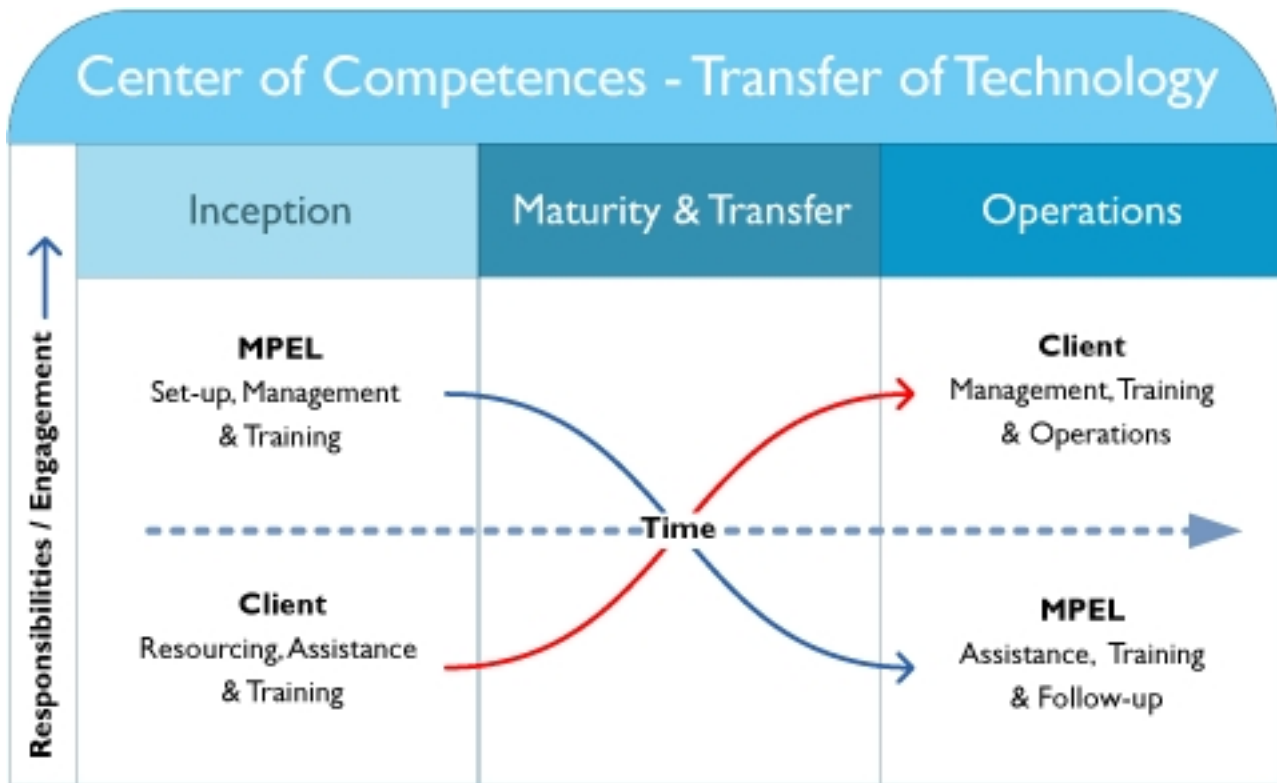 Center of Competences - Transfer of Technology
Inception
Maturity & Transfer
Operations
Responsibilities / Engagement
MPEL
Set-up, Management
& Training
Client
Management, Training
& Operations
Time
Client
Resourcing, Assistance
& Training
MPEL
Assistance, Training
& Follow-up